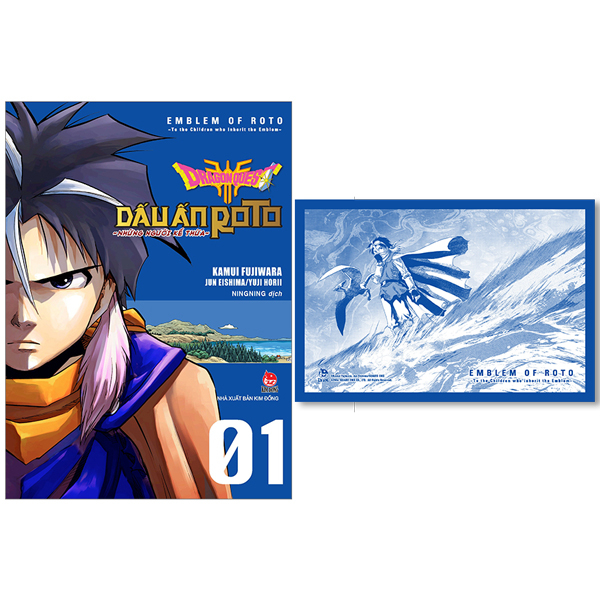 EMBLEM OF ROTO
~To the Children who Inherit the Emblem~
DRAGON QUEST
DẤU ẤN ROTO
~NHỮNG NGƯỜI KẾ THỪA~
KAMUI FUJIWARA
JUN EISHIMA/YUJI HORII
NINGNING dịch
NHÀ XUẤT BẢN KIM ĐỒNG
01
EMBLEM OF ROTO
~To the Children who Inherit the Emblem~